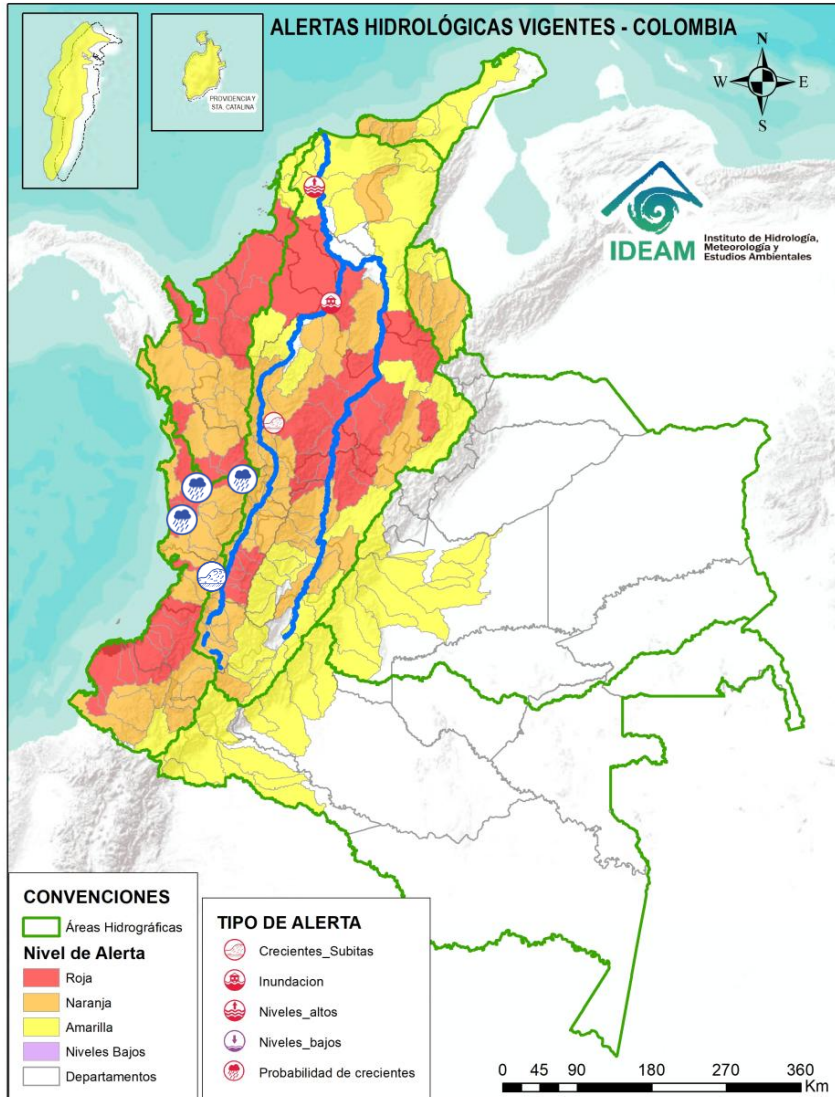 ALERTAS HIDROLÓGICAS VIGENTES - COLOMBIA
PROVIDENCIA Y
STA. CATALINA
N
W
E
S
IDEAM
Instituto de Hidrología,
Meteorología y
Estudios Ambientales
CONVENCIONES
Áreas Hidrográficas
Nivel de Alerta
Roja
Naranja
Amarilla
Niveles Bajos
Departamentos
TIPO DE ALERTA
Crecientes_Subitas
Inundacion
Niveles_altos
Niveles_bajos
Probabilidad de crecientes
0 45 90 180 270 360
Km